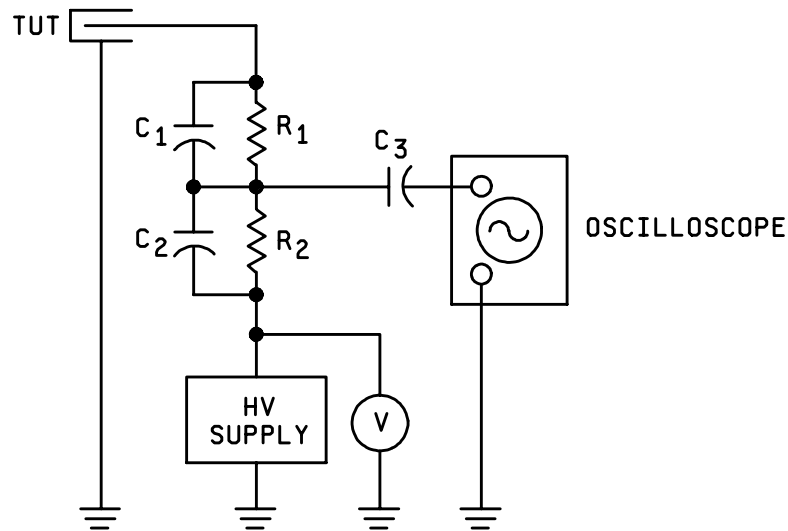 TUT
C1
R1
C3
C2
R2
OSCILLOSCOPE
HV
SUPPLY
V